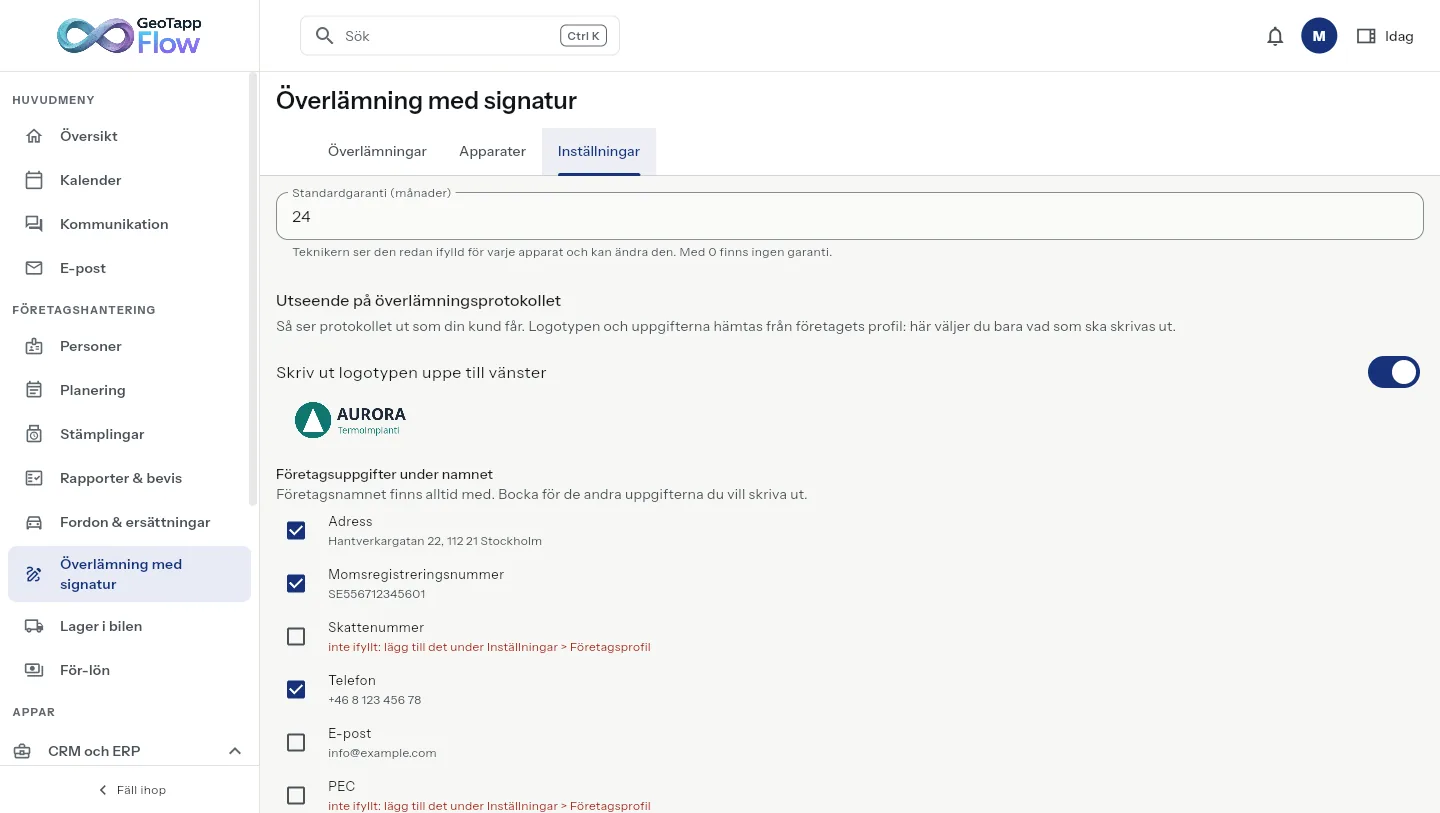 GeoTapp
Flow
Sök
Ctrl K
M
Idag
HUVUDMENY
Översikt
Kalender
Kommunikation
E-post
FÖRETAGSHANTERING
Personer
Planering
Stämplingar
Rapporter & bevis
Fordon & ersättningar
Överlämning med
signatur
Lager i bilen
För-lön
APPAR
CRM och ERP
Fäll ihop
Överlämning med signatur
Överlämningar
Apparater
Inställningar
Standardgaranti (månader)
24
Teknikern ser den redan ifylld för varje apparat och kan ändra den. Med 0 finns ingen garanti.
Utseende på överlämningsprotokollet
Så ser protokollet ut som din kund får. Logotypen och uppgifterna hämtas från företagets profil: här väljer du bara vad som ska skrivas ut.
Skriv ut logotypen uppe till vänster
AURORA
Termoimpianti
Företagsuppgifter under namnet
Företagsnamnet finns alltid med. Bocka för de andra uppgifterna du vill skriva ut.
Adress
Hantverkargatan 22, 112 21 Stockholm
Momsregistreringsnummer
SE556712345601
Skattenummer
inte ifyllt: lägg till det under Inställningar > Företagsprofil
Telefon
+46 8 123 456 78
E-post
info@example.com
PEC
inte ifyllt: lägg till det under Inställningar > Företagsprofil